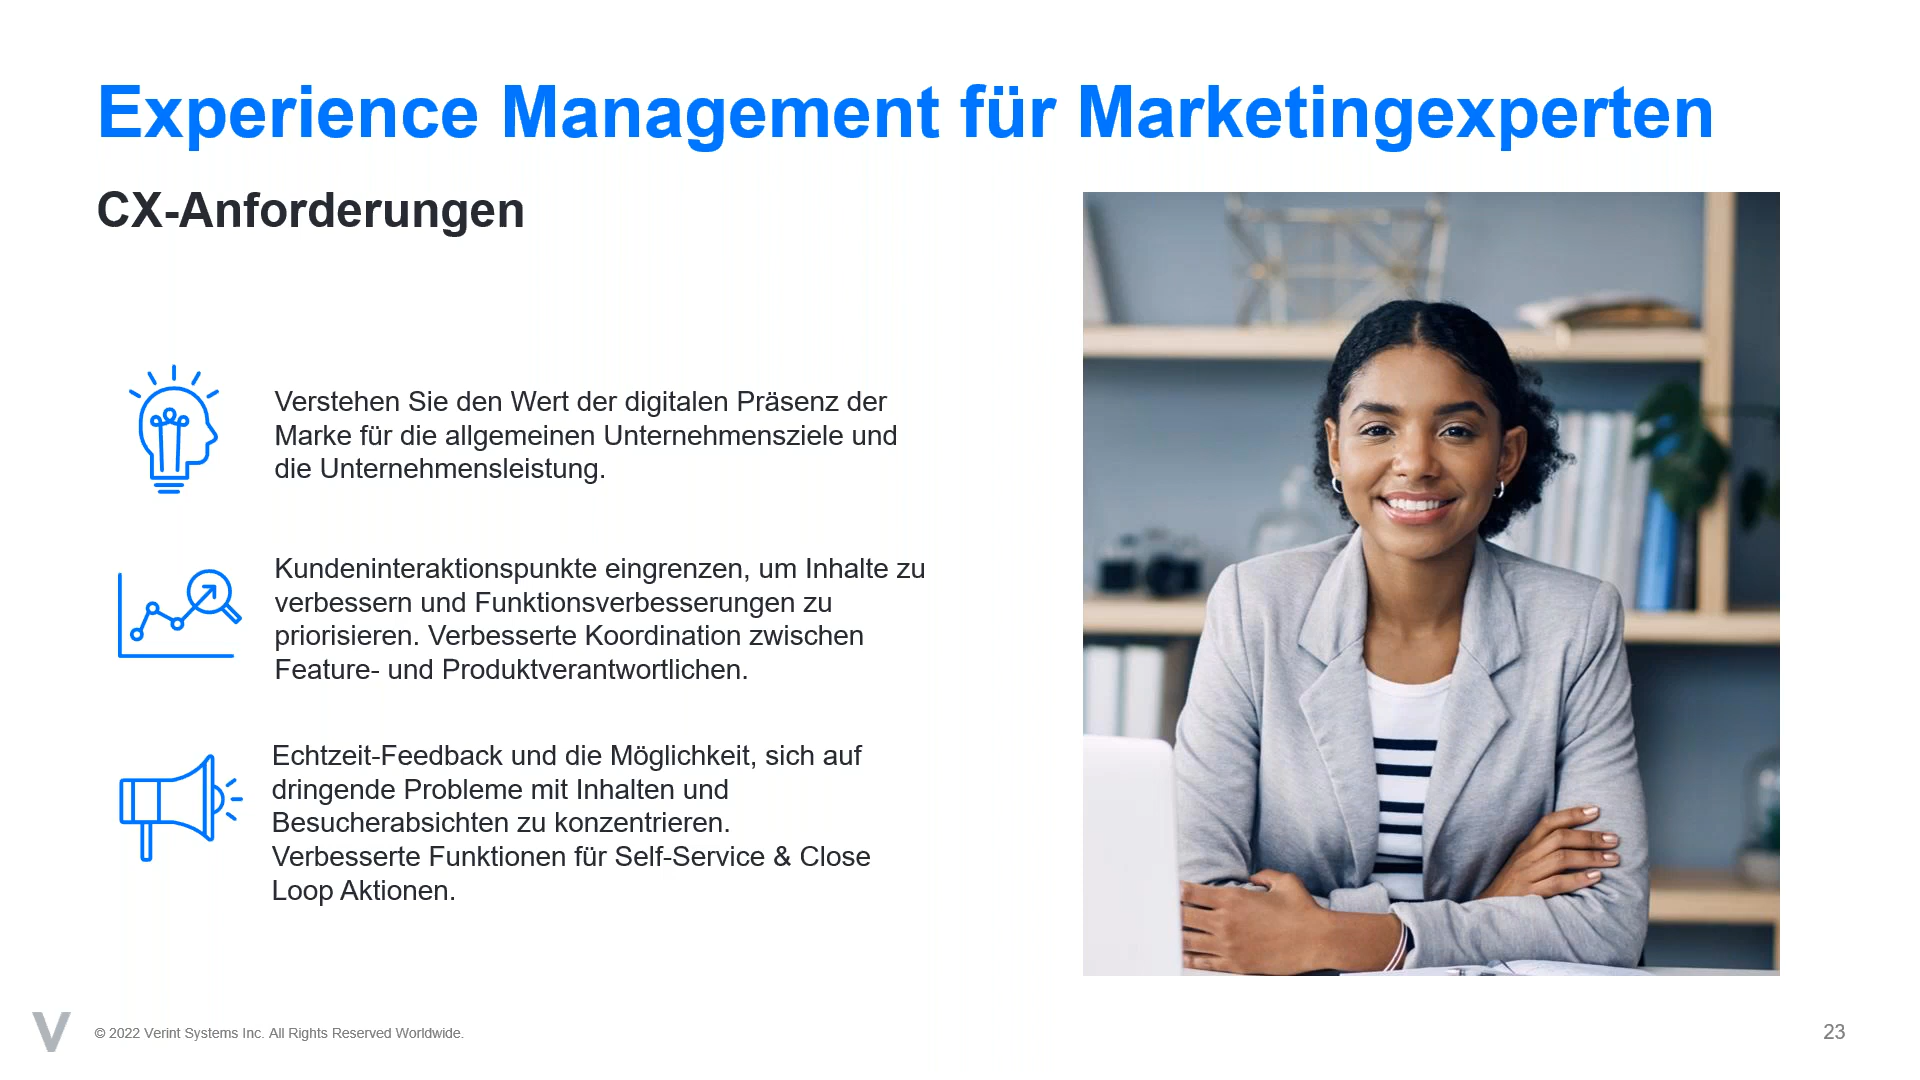 Experience Management für Marketingexperten
CX-Anforderungen
Verstehen Sie den Wert der digitalen Präsenz der
Marke für die allgemeinen Unternehmensziele und
die Unternehmensleistung.
Kundeninteraktionspunkte eingrenzen, um Inhalte zu
verbessern und Funktionsverbesserungen zu
priorisieren. Verbesserte Koordination zwischen
Feature- und Produktverantwortlichen.
Echtzeit-Feedback und die Möglichkeit, sich auf
dringende Probleme mit Inhalten und
Besucherabsichten zu konzentrieren.
Verbesserte Funktionen für Self-Service & Close
Loop Aktionen.
© 2022 Verint Systems Inc. All Rights Reserved Worldwide.
23